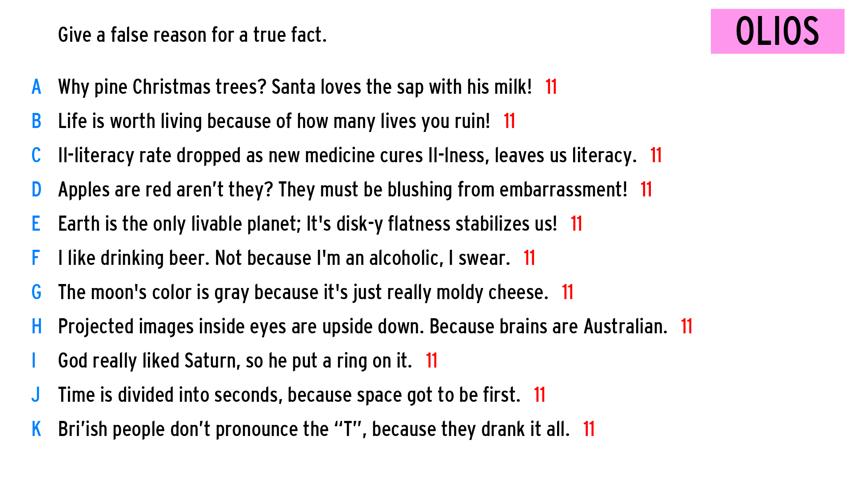 Give a false reason for a true fact.
OLIOS
A Why pine Christmas trees? Santa loves the sap with his milk! 11
B Life is worth living because of how many lives you ruin! 11
C Il-literacy rate dropped as new medicine cures Il-lness, leaves us literacy. 11
D Apples are red aren’t they? They must be blushing from embarrassment! 11
E Earth is the only livable planet; It's disk-y flatness stabilizes us! 11
F I like drinking beer. Not because I'm an alcoholic, I swear. 11
G The moon's color is gray because it's just really moldy cheese. 11
H Projected images inside eyes are upside down. Because brains are Australian. 11
I God really liked Saturn, so he put a ring on it. 11
J Time is divided into seconds, because space got to be first. 11
K Bri’ish people don’t pronounce the “T”, because they drank it all. 11